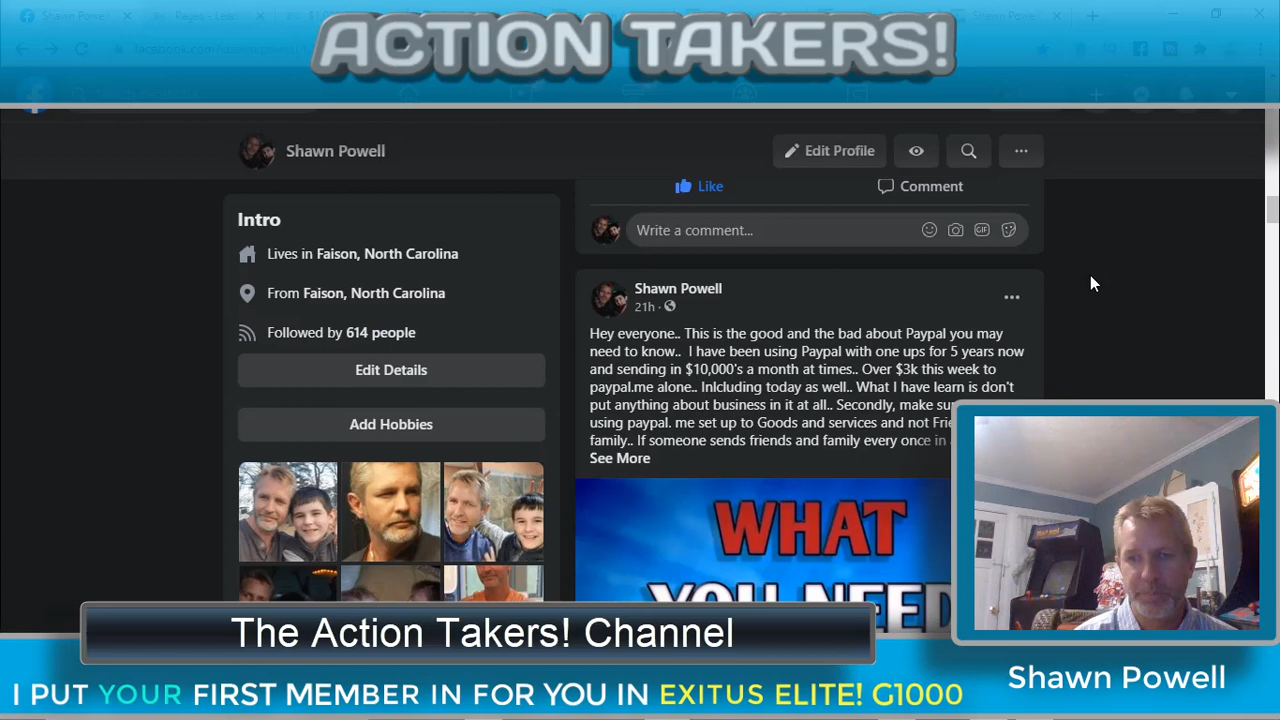 ACTION TAKERS!
Shawn Powell
Edit Profile
Intro
Lives in Faison, North Carolina
From Faison, North Carolina
Followed by 614 people
Edit Details
Add Hobbies
Like
Comment
Write a comment...
GIF
Shawn Powell
21h
Hey everyone.. This is the good and the bad about Paypal you may
need to know.. I have been using Paypal with one ups for 5 years now
and sending in $10,000's a month at times.. Over $3k this week to
paypal.me alone.. Inlcluding today as well.. What I have learn is don't
put anything about business in it at all.. Secondly, make
using paypal. me set up to Goods and services and not
family.. If someone sends friends and family every once in
See More
WHAT
YOU NEED
The Action Takers! Channel
Shawn Powell
I PUT YOUR FIRST MEMBER IN FOR YOU IN EXITUS ELITE! G1000